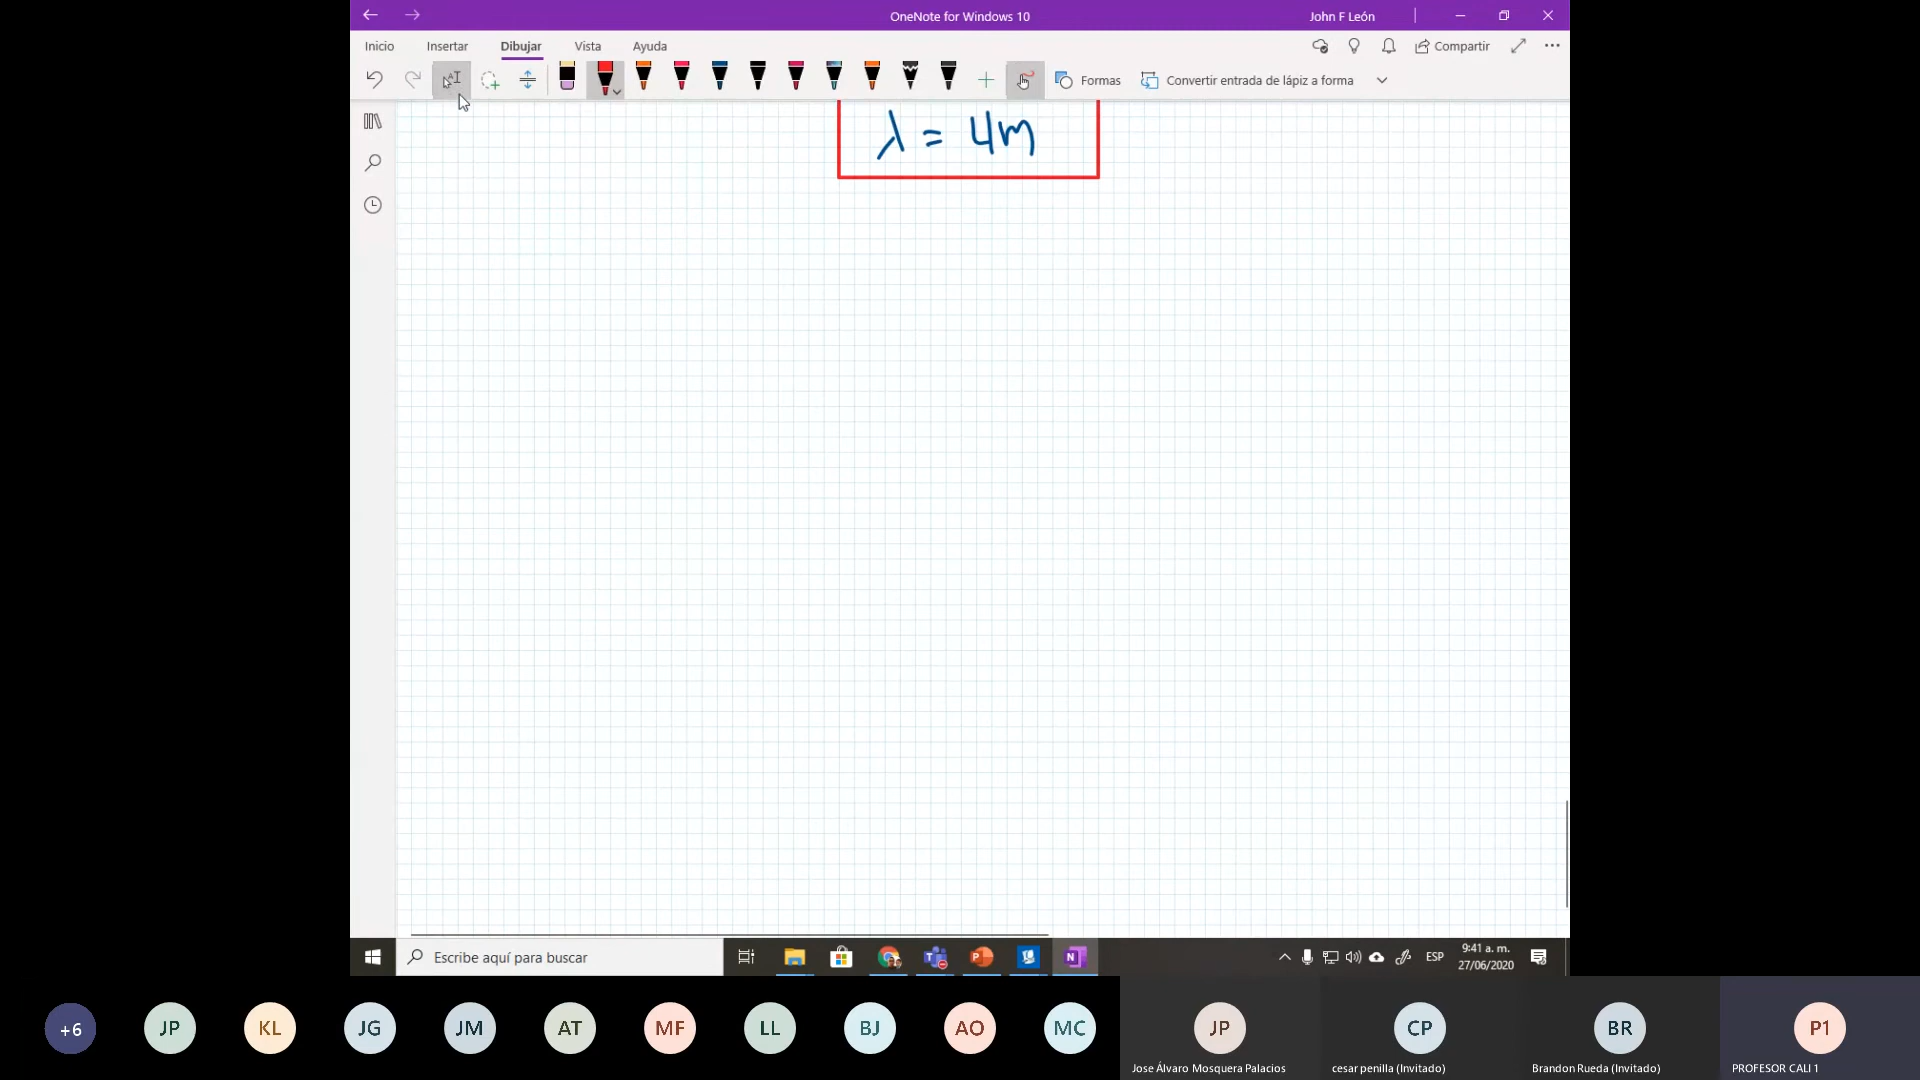 OneNote for Windows 10
John F León
Inicio
Insertar
Dibujar
Vista
Ayuda
Compartir
Formas
Convertir entrada de lápiz a forma
λ = 4m
Escribe aquí para buscar
ESP
9:41 a. m.
27/06/2020
+6
JP
KL
JG
JM
AT
MF
LL
BJ
AO
MC
JP
CP
BR
P1
Jose Álvaro Mosquera Palacios
cesar penilla (Invitado)
Brandon Rueda (Invitado)
PROFESOR CALI 1